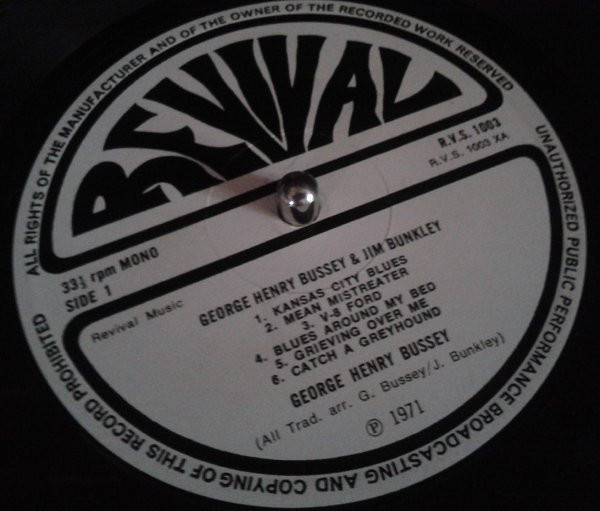 ALL RIGHTS OF THE MANUFACTURER AND OF THE OWNER OF THE RECORDED WORK RESERVED
UNAUTHORIZED PUBLIC PERFORMANCE BROADCASTING AND COPYING OF THIS RECORD PROHIBITED
REVIVAL
R.V.S. 1003
R.V.S. 1003 XA
33⅓ rpm MONO
SIDE 1
Revival Music
GEORGE HENRY BUSSEY & JIM BUNKLEY
1. KANSAS CITY BLUES
2. MEAN MISTREATER
3. V-8 FORD
4. BLUES AROUND MY BED
5. GRIEVING OVER ME
6. CATCH A GREYHOUND
GEORGE HENRY BUSSEY
(All Trad. arr. G. Bussey/J. Bunkley)
℗ 1971